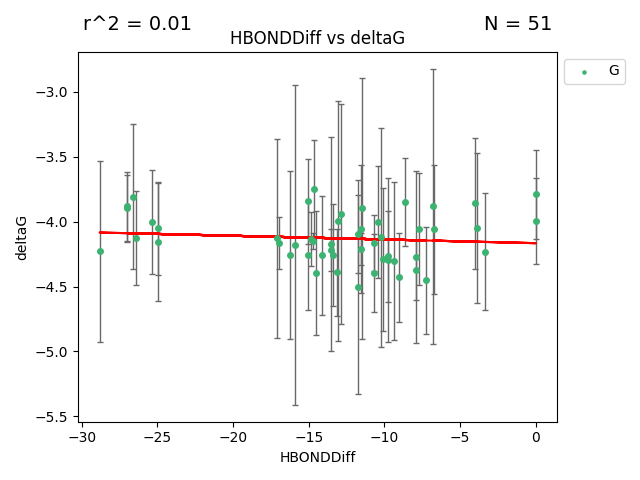 r^2 = 0.01
N = 51
HBONDDiff vs deltaG
G
deltaG
−3.0
−3.5
−4.0
−4.5
−5.0
−5.5
−30 −25 −20 −15 −10 −5 0
HBONDDiff